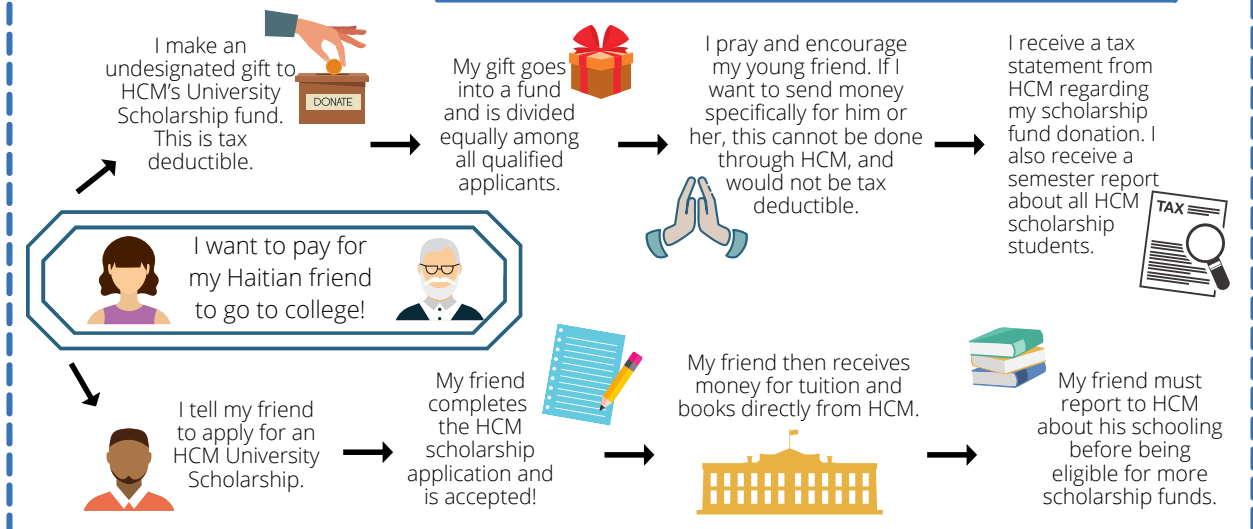 I make an
undesignated gift to
HCM's University
Scholarship fund.
This is tax
deductible.
DONATE
My gift goes
into a fund
and is divided
equally among
all qualified
applicants.
I pray and encourage
my young friend. If I
want to send money
specifically for him or
her, this cannot be done
through HCM, and
would not be tax
deductible.
I receive a tax
statement from
HCM regarding
my scholarship
fund donation. I
also receive a
semester report
about all HCM
scholarship
students.
TAX
I want to pay for
my Haitian friend
to go to college!
I tell my friend
to apply for an
HCM University
Scholarship.
My friend
completes
the HCM
scholarship
application and
is accepted!
My friend then receives
money for tuition and
books directly from HCM.
My friend must
report to HCM
about his schooling
before being
eligible for more
scholarship funds.